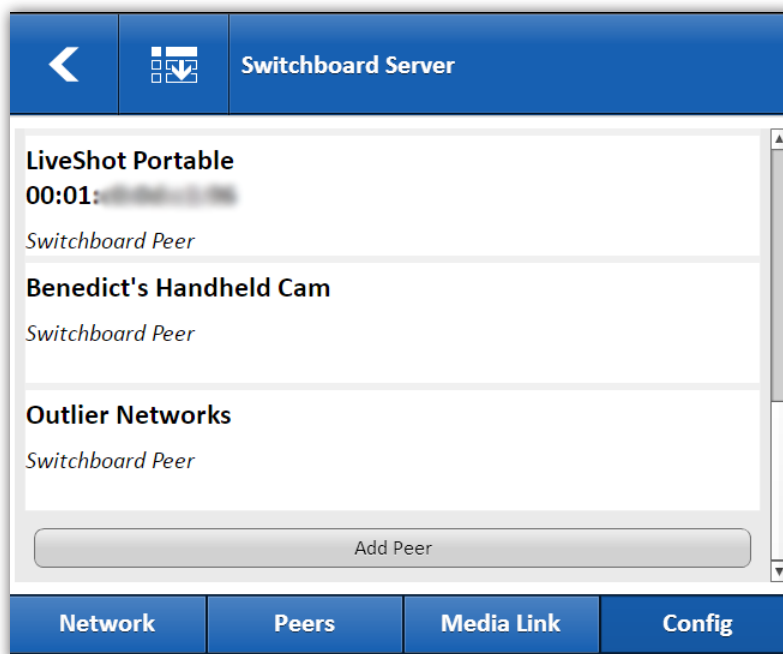 Switchboard Server
LiveShot Portable
00:01:
Switchboard Peer
Benedict's Handheld Cam
Switchboard Peer
Outlier Networks
Switchboard Peer
Add Peer
Network Peers Media Link Config